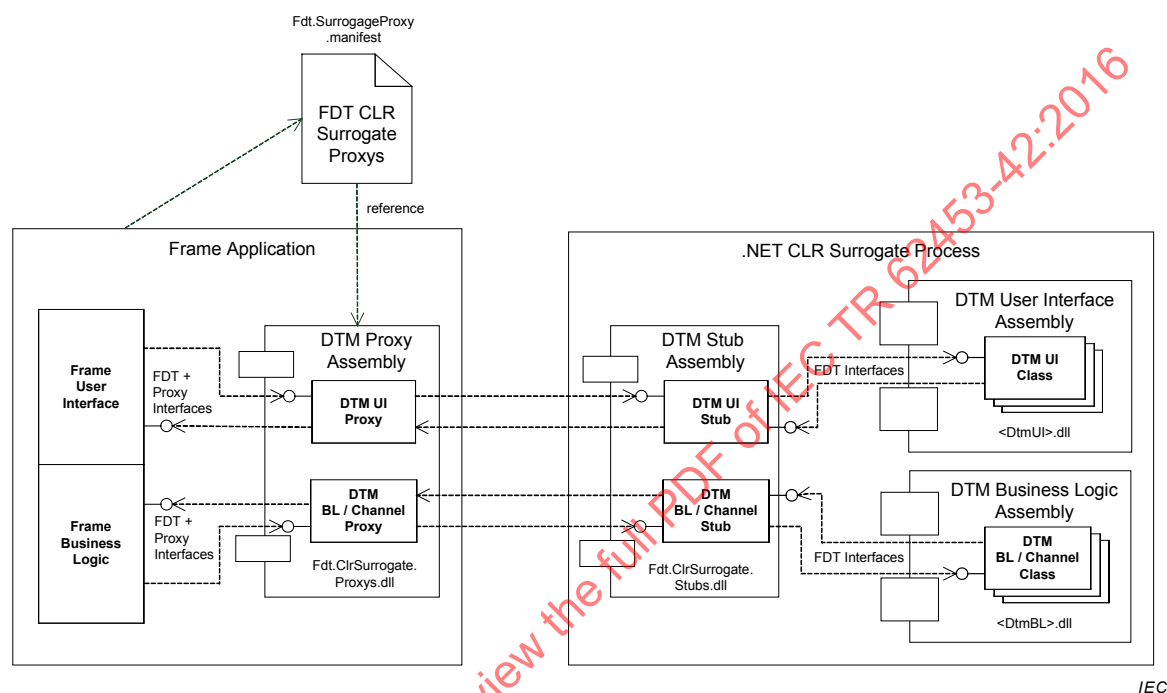 Fdt.SurrogageProxy
.manifest
FDT CLR
Surrogate
Proxys
reference
Frame Application
Frame
User
Interface
FDT +
Proxy
Interfaces
Frame
Business
Logic
FDT +
Proxy
Interfaces
DTM Proxy
Assembly
DTM UI
Proxy
DTM
BL / Channel
Proxy
Fdt.ClrSurrogate.
Proxys.dll
.NET CLR Surrogate Process
DTM Stub
Assembly
DTM UI
Stub
DTM
BL / Channel
Stub
Fdt.ClrSurrogate.
Stubs.dll
FDT Interfaces
DTM User Interface
Assembly
DTM UI
Class
<DtmUI>.dll
FDT Interfaces
DTM Business Logic
Assembly
DTM
BL / Channel
Class
<DtmBL>.dll
view the full PDF of IEC TR 62453-42:2016
IEC